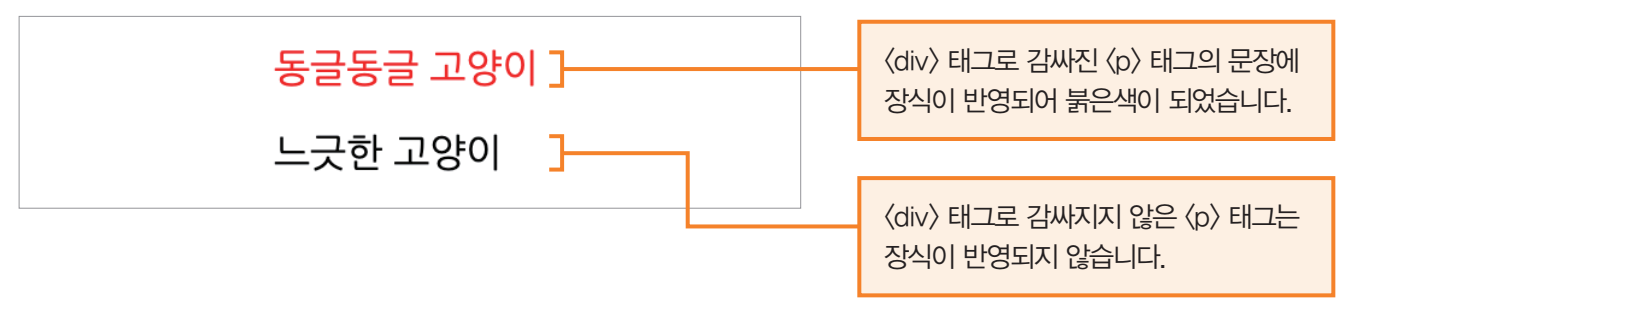 동글동글 고양이
느긋한 고양이
〈div〉 태그로 감싸진 〈p〉 태그의 문장에
장식이 반영되어 붉은색이 되었습니다.
〈div〉 태그로 감싸지지 않은 〈p〉 태그는
장식이 반영되지 않습니다.